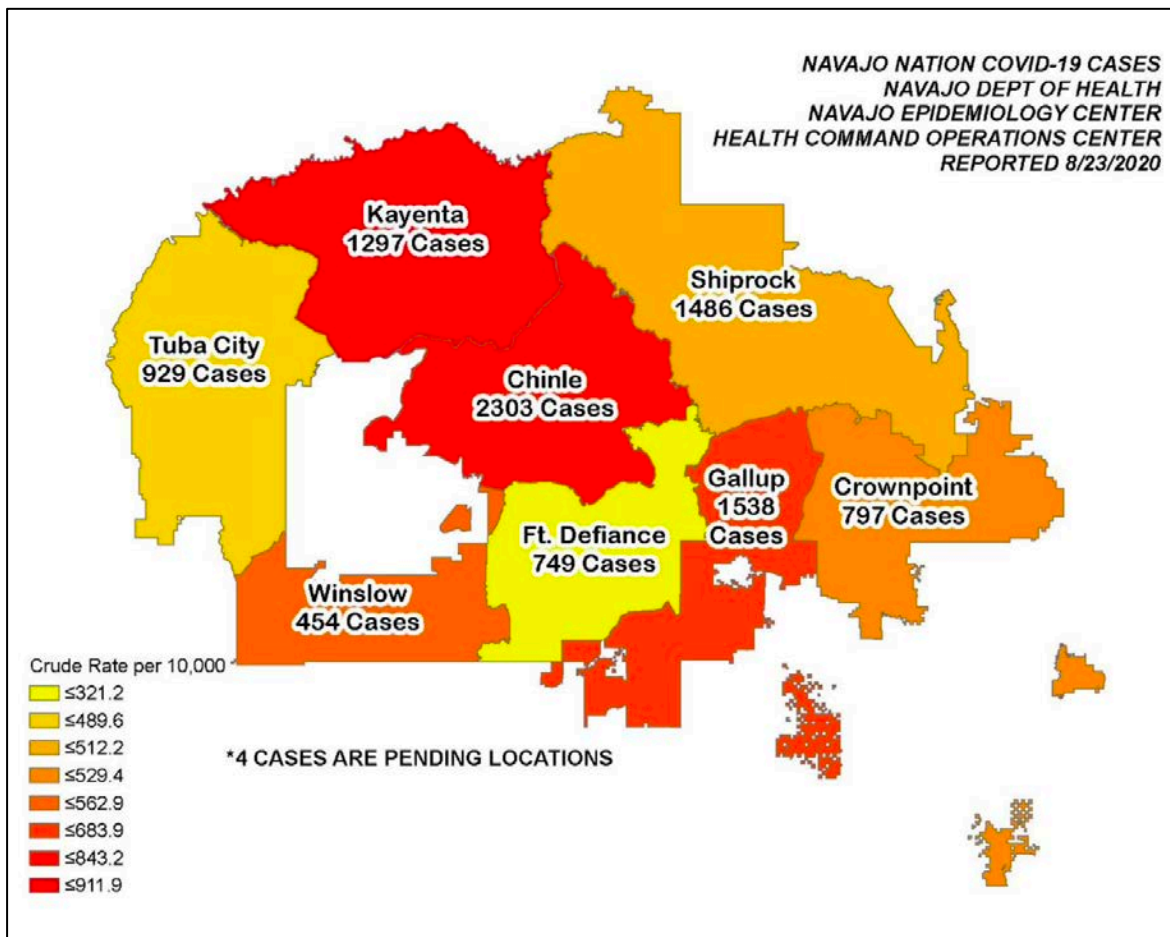 NAVAJO NATION COVID-19 CASES
NAVAJO DEPT OF HEALTH
NAVAJO EPIDEMIOLOGY CENTER
HEALTH COMMAND OPERATIONS CENTER
REPORTED 8/23/2020
Kayenta
1297 Cases
Shiprock
1486 Cases
Tuba City
929 Cases
Chinle
2303 Cases
Gallup
1538
Cases
Crownpoint
797 Cases
Ft. Defiance
749 Cases
Winslow
454 Cases
Crude Rate per 10,000
≤321.2
≤489.6
≤512.2
≤529.4
≤562.9
≤683.9
≤843.2
≤911.9
*4 CASES ARE PENDING LOCATIONS